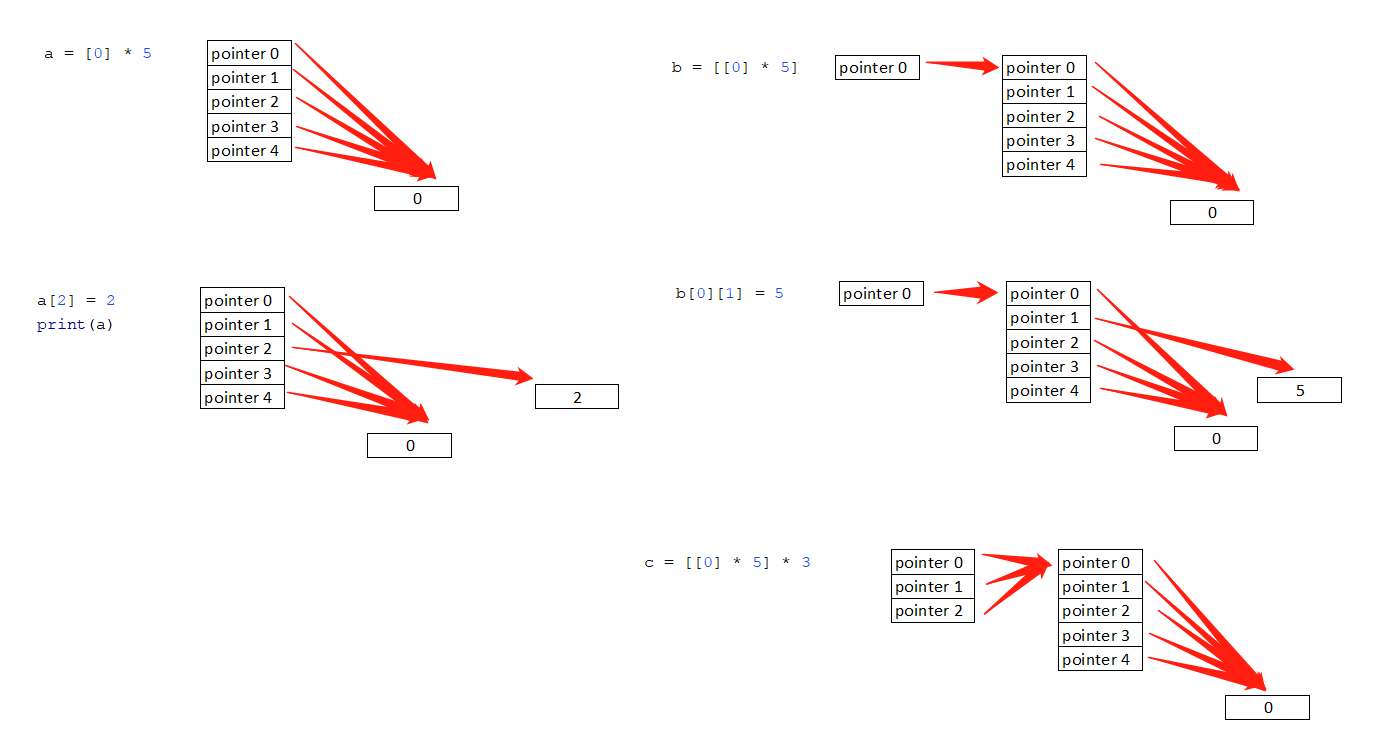 a = [0] * 5
pointer 0
pointer 1
pointer 2
pointer 3
pointer 4
0
b = [[0] * 5]
pointer 0
pointer 0
pointer 1
pointer 2
pointer 3
pointer 4
0
a[2] = 2
print(a)
pointer 0
pointer 1
pointer 2
pointer 3
pointer 4
2
0
b[0][1] = 5
pointer 0
pointer 0
pointer 1
pointer 2
pointer 3
pointer 4
5
0
c = [[0] * 5] * 3
pointer 0
pointer 1
pointer 2
pointer 0
pointer 1
pointer 2
pointer 3
pointer 4
0